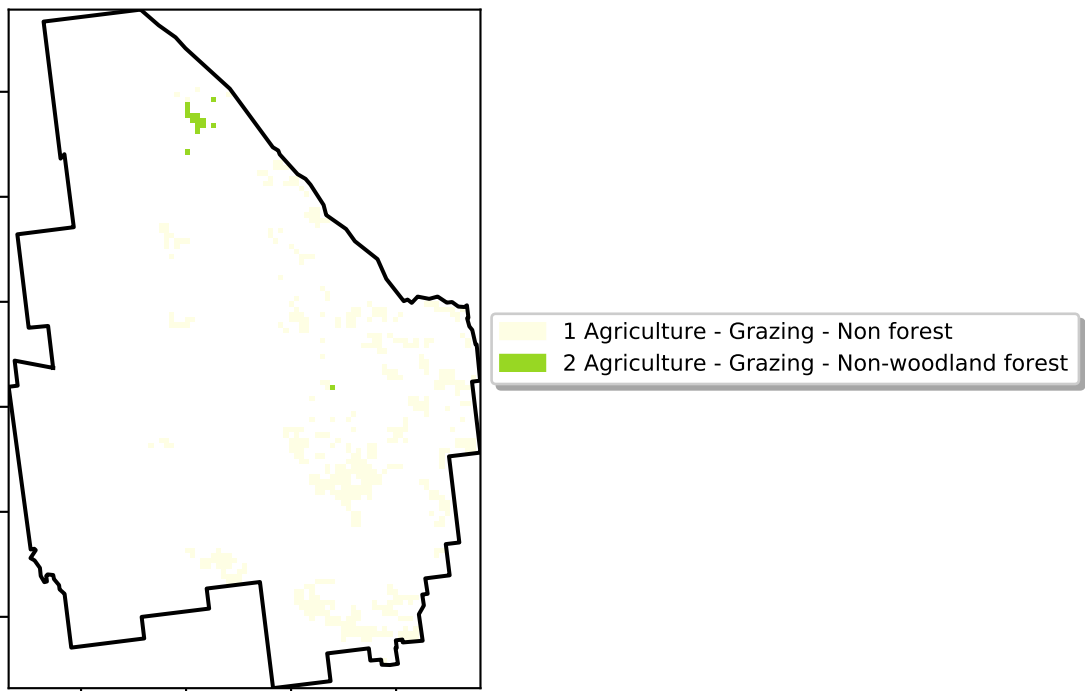 1 Agriculture - Grazing - Non forest
2 Agriculture - Grazing - Non-woodland forest